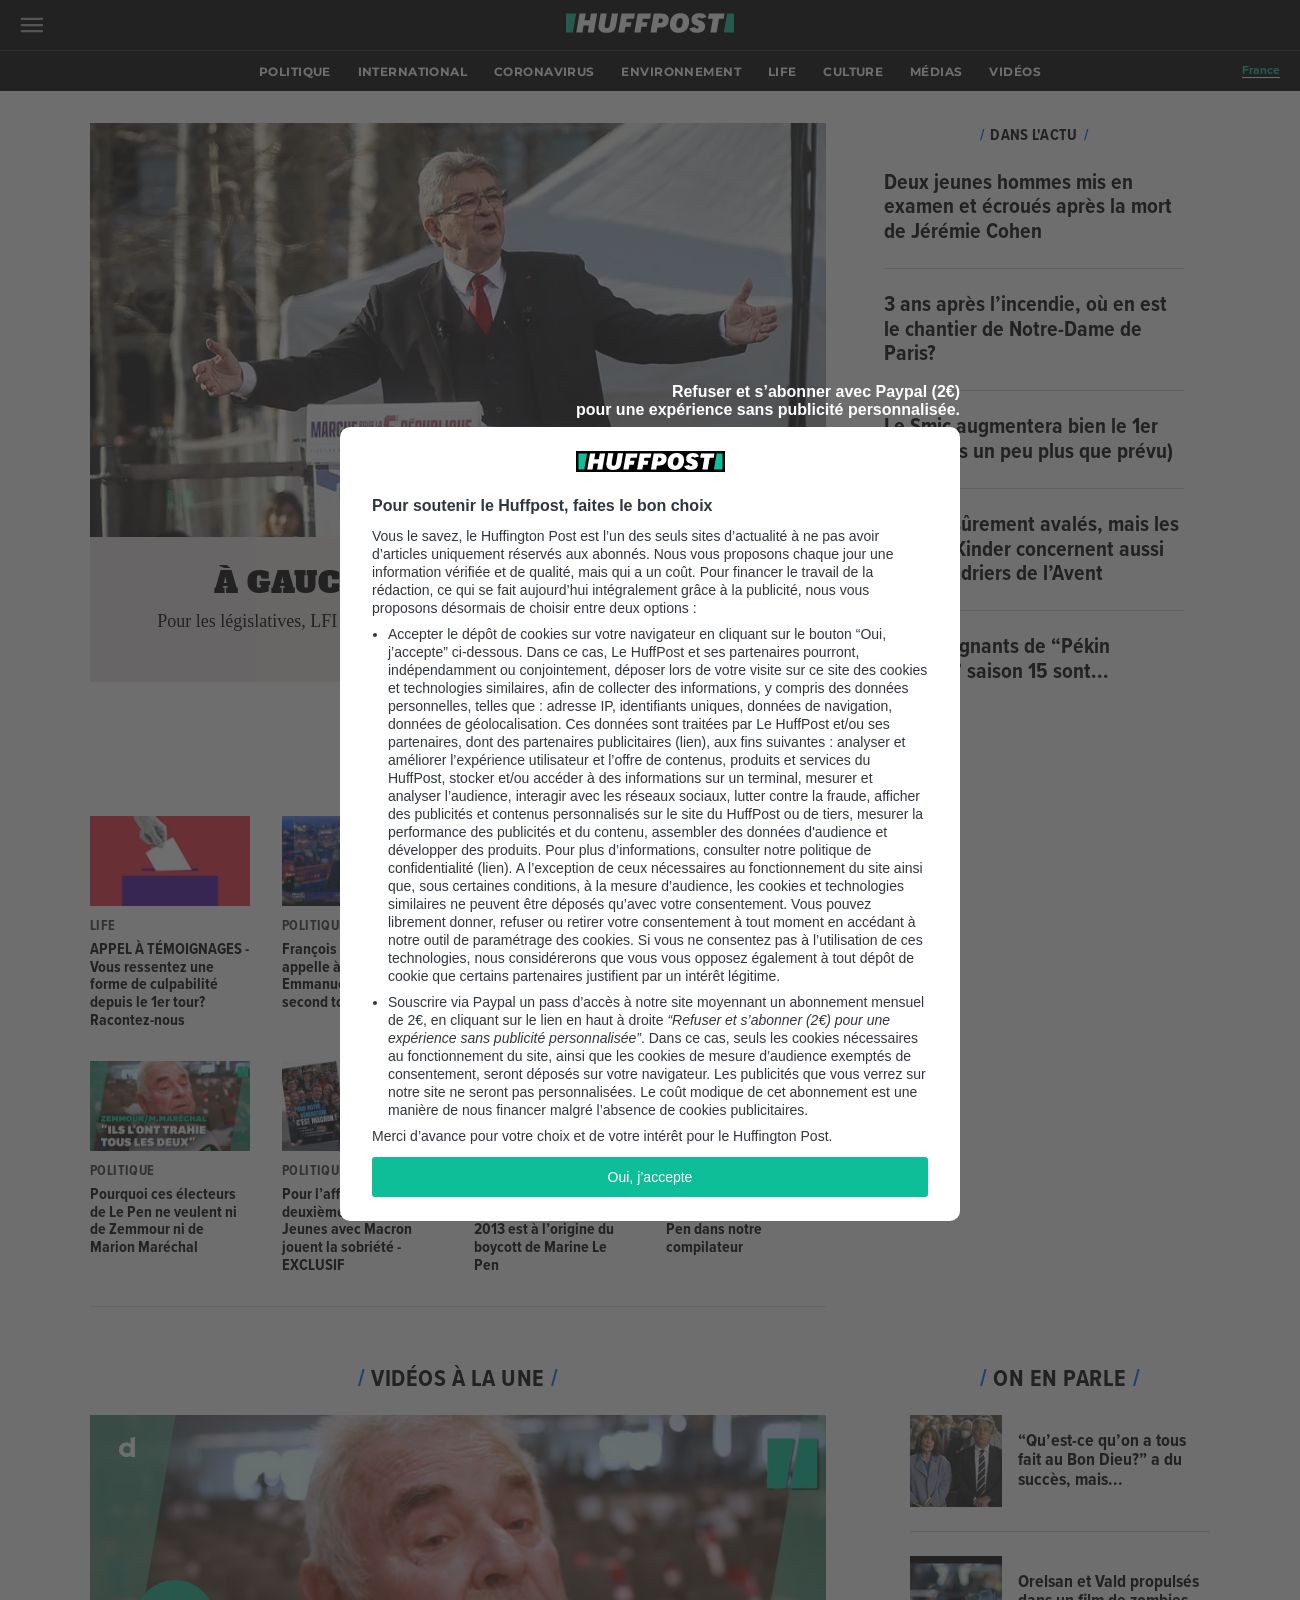 HUFFPOST
POLITIQUE INTERNATIONAL CORONAVIRUS ENVIRONNEMENT LIFE CULTURE MÉDIAS VIDÉOS France
/ DANS L'ACTU /
Deux jeunes hommes mis en
examen et écroués après la mort
de Jérémie Cohen
3 ans après l’incendie, où en est
le chantier de Notre-Dame de
Paris?
Refuser et s’abonner avec Paypal (2€)
pour une expérience sans publicité personnalisée.
Le Smic augmentera bien le 1er
s un peu plus que prévu)
sûrement avalés, mais les
Kinder concernent aussi
driers de l’Avent
gnants de “Pékin
saison 15 sont...
À GAUC
Pour les législatives, LFI
HUFFPOST
Pour soutenir le Huffpost, faites le bon choix
Vous le savez, le Huffington Post est l’un des seuls sites d’actualité à ne pas avoir
d’articles uniquement réservés aux abonnés. Nous vous proposons chaque jour une
information vérifiée et de qualité, mais qui a un coût. Pour financer le travail de la
rédaction, ce qui se fait aujourd’hui intégralement grâce à la publicité, nous vous
proposons désormais de choisir entre deux options :
• Accepter le dépôt de cookies sur votre navigateur en cliquant sur le bouton “Oui,
j’accepte” ci-dessous. Dans ce cas, Le HuffPost et ses partenaires pourront,
indépendamment ou conjointement, déposer lors de votre visite sur ce site des cookies
et technologies similaires, afin de collecter des informations, y compris des données
personnelles, telles que : adresse IP, identifiants uniques, données de navigation,
données de géolocalisation. Ces données sont traitées par Le HuffPost et/ou ses
partenaires, dont des partenaires publicitaires (lien), aux fins suivantes : analyser et
améliorer l’expérience utilisateur et l’offre de contenus, produits et services du
HuffPost, stocker et/ou accéder à des informations sur un terminal, mesurer et
analyser l’audience, interagir avec les réseaux sociaux, lutter contre la fraude, afficher
des publicités et contenus personnalisés sur le site du HuffPost ou de tiers, mesurer la
performance des publicités et du contenu, assembler des données d'audience et
développer des produits. Pour plus d’informations, consulter notre politique de
confidentialité (lien). A l’exception de ceux nécessaires au fonctionnement du site ainsi
que, sous certaines conditions, à la mesure d’audience, les cookies et technologies
similaires ne peuvent être déposés qu’avec votre consentement. Vous pouvez
librement donner, refuser ou retirer votre consentement à tout moment en accédant à
notre outil de paramétrage des cookies. Si vous ne consentez pas à l’utilisation de ces
technologies, nous considérerons que vous vous opposez également à tout dépôt de
cookie que certains partenaires justifient par un intérêt légitime.
• Souscrire via Paypal un pass d’accès à notre site moyennant un abonnement mensuel
de 2€, en cliquant sur le lien en haut à droite “Refuser et s’abonner (2€) pour une
expérience sans publicité personnalisée”. Dans ce cas, seuls les cookies nécessaires
au fonctionnement du site, ainsi que les cookies de mesure d’audience exemptés de
consentement, seront déposés sur votre navigateur. Les publicités que vous verrez sur
notre site ne seront pas personnalisées. Le coût modique de cet abonnement est une
manière de nous financer malgré l’absence de cookies publicitaires.
Merci d’avance pour votre choix et de votre intérêt pour le Huffington Post.
Oui, j’accepte
LIFE
APPEL À TÉMOIGNAGES -
Vous ressentez une
forme de culpabilité
depuis le 1er tour?
Racontez-nous
POLITIQU
François
appelle à
Emmanue
second to
ZEMMOUR/M.MARÉCHAL
“ILS L'ONT TRAHIE
TOUS LES DEUX”
POLITIQUE
Pourquoi ces électeurs
de Le Pen ne veulent ni
de Zemmour ni de
Marion Maréchal
POLITIQU
Pour l’aff
deuxième
Jeunes avec Macron
jouent la sobriété -
EXCLUSIF
2013 est à l’origine du
boycott de Marine Le
Pen
Pen dans notre
compilateur
/ VIDÉOS À LA UNE /
d
/ ON EN PARLE /
“Qu’est-ce qu’on a tous
fait au Bon Dieu?” a du
succès, mais...
Orelsan et Vald propulsés
dans un film de zombies